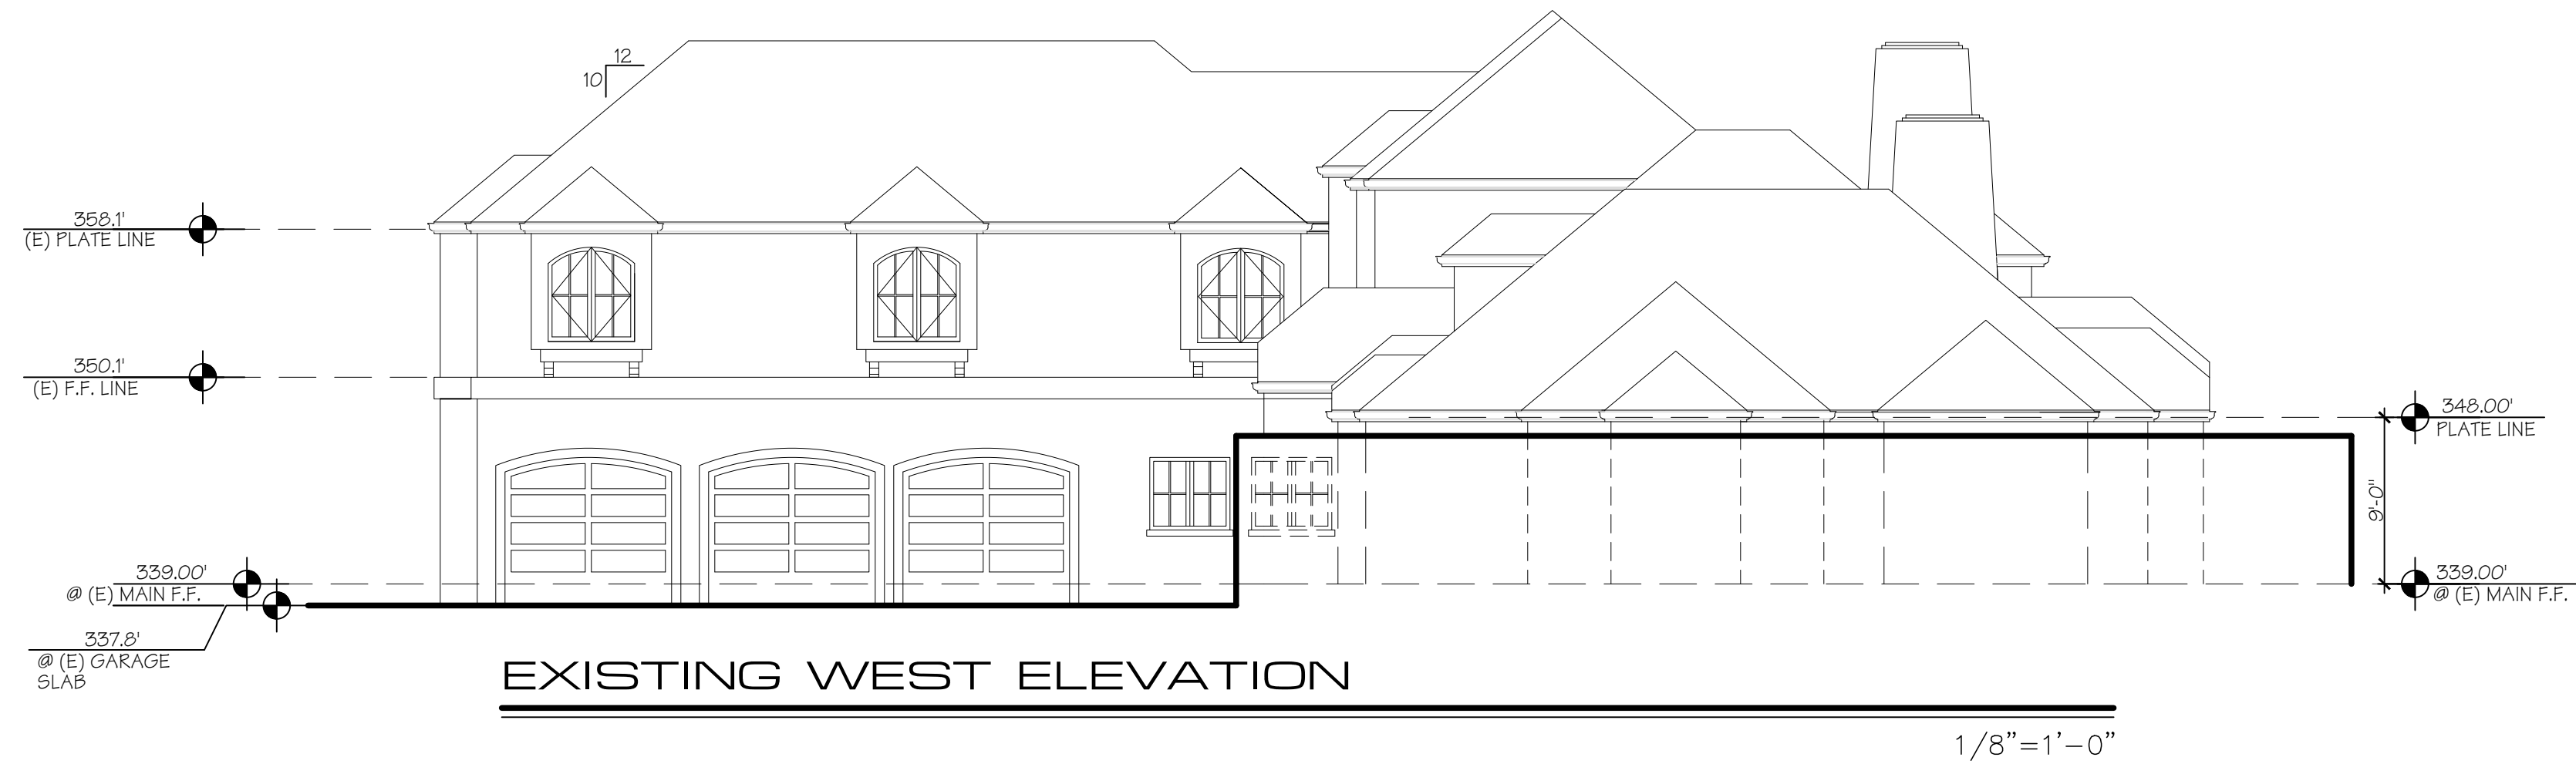 12
10
358.1'
(E) PLATE LINE
350.1'
(E) F.F. LINE
348.00'
PLATE LINE
9'-0"
339.00'
@ (E) MAIN F.F.
339.00'
@ (E) MAIN F.F.
337.8'
@ (E) GARAGE
SLAB
EXISTING WEST ELEVATION
1/8"=1'-0"